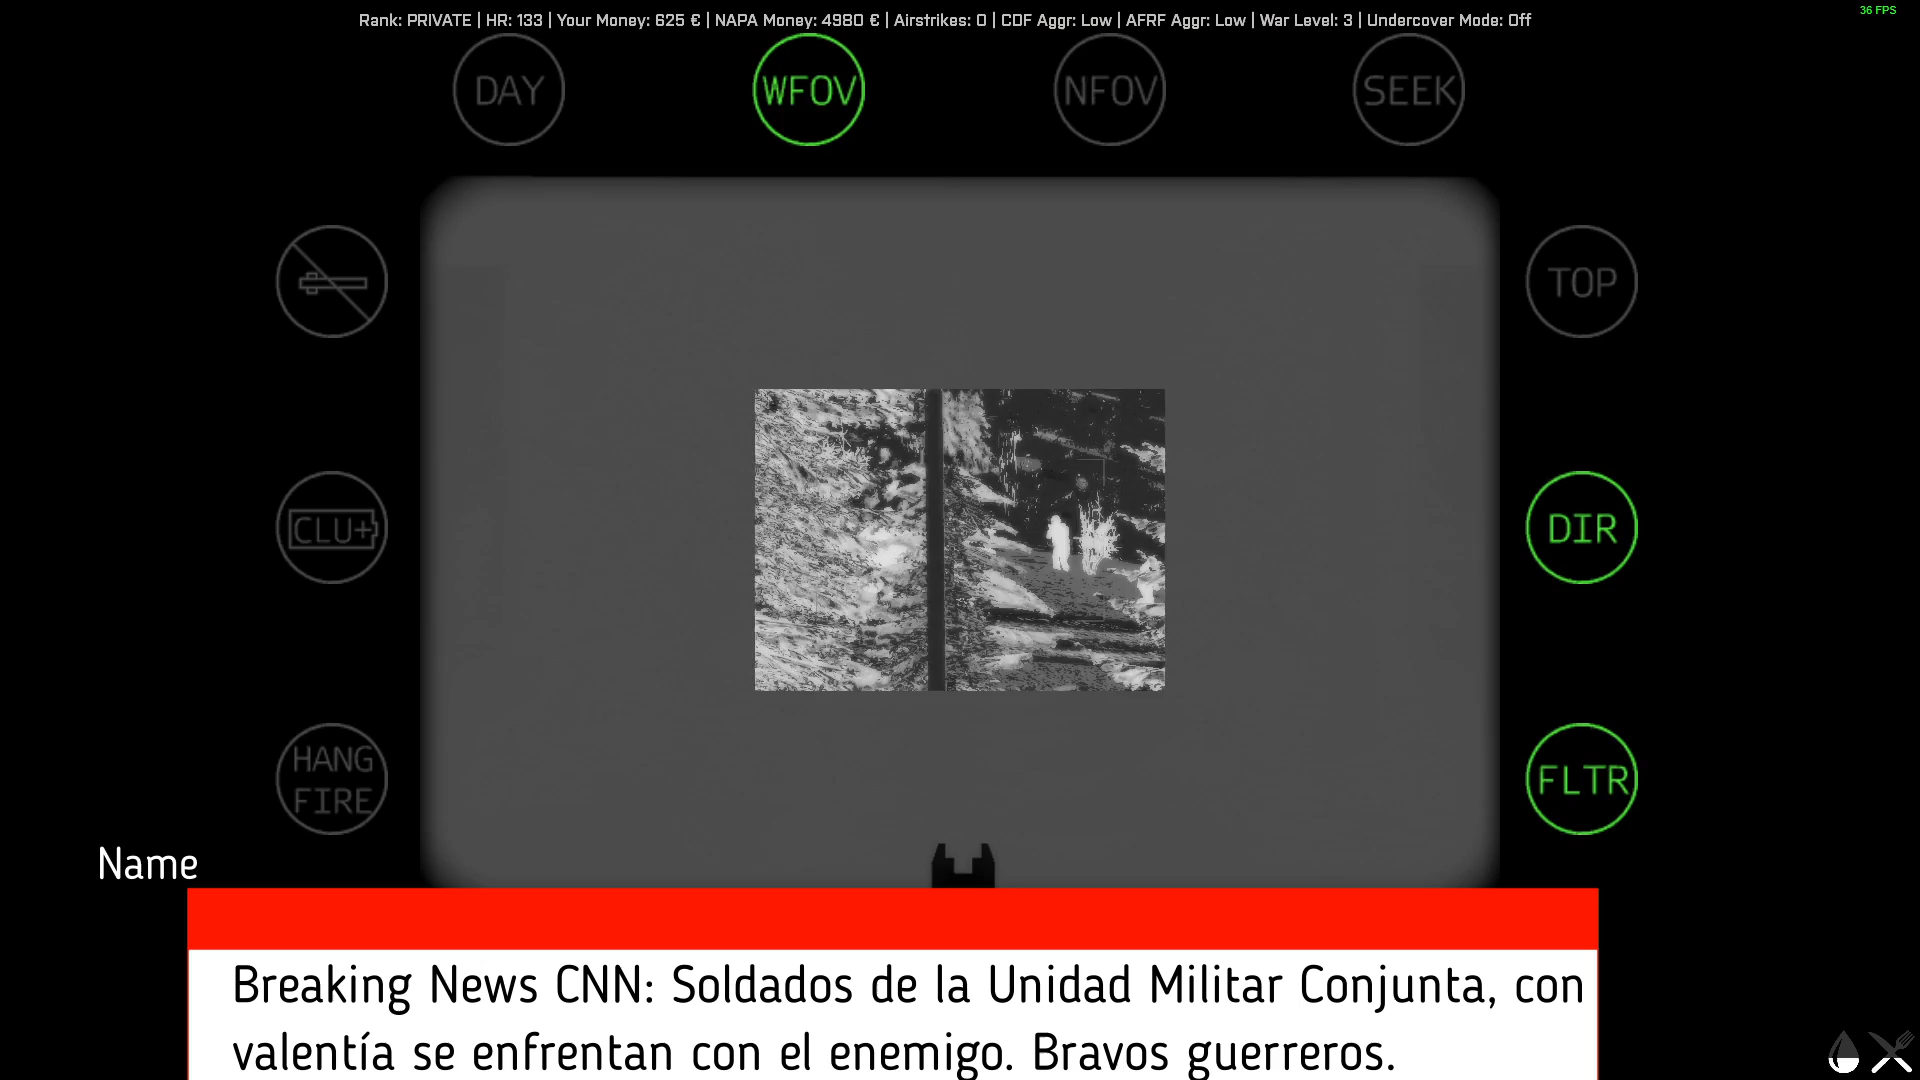 Rank: PRIVATE | HR: 133 | Your Money: 625 € | NAPA Money: 4980 € | Airstrikes: 0 | CDF Aggr: Low | AFRF Aggr: Low | War Level: 3 | Undercover Mode: Off
36 FPS
DAY
WFOV
NFOV
SEEK
TOP
CLU+
DIR
HANG
FIRE
FLTR
Name
Breaking News CNN: Soldados de la Unidad Militar Conjunta, con
valentía se enfrentan con el enemigo. Bravos guerreros.